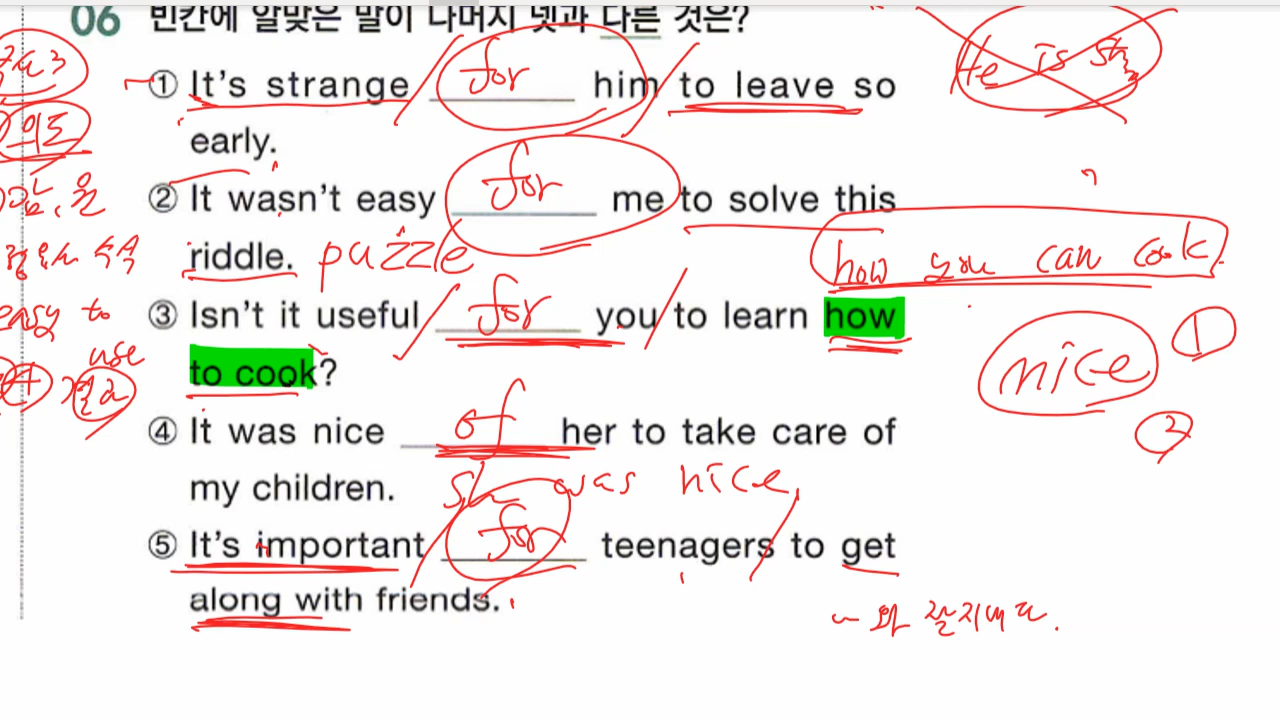 06 빈칸에 알맞은 말이 나머지 넷과 다른 것은?
He is
① It's strange for him to leave so
early.
의도
② It wasn't easy for me to solve this
riddle. puzzle
how you can cook
③ Isn't it useful for you to learn how
to cook?
easy to
use
nice ①
②
④ It was nice of her to take care of
my children.
was nice
⑤ It's important for teenagers to get
along with friends.
~와 잘지내다.